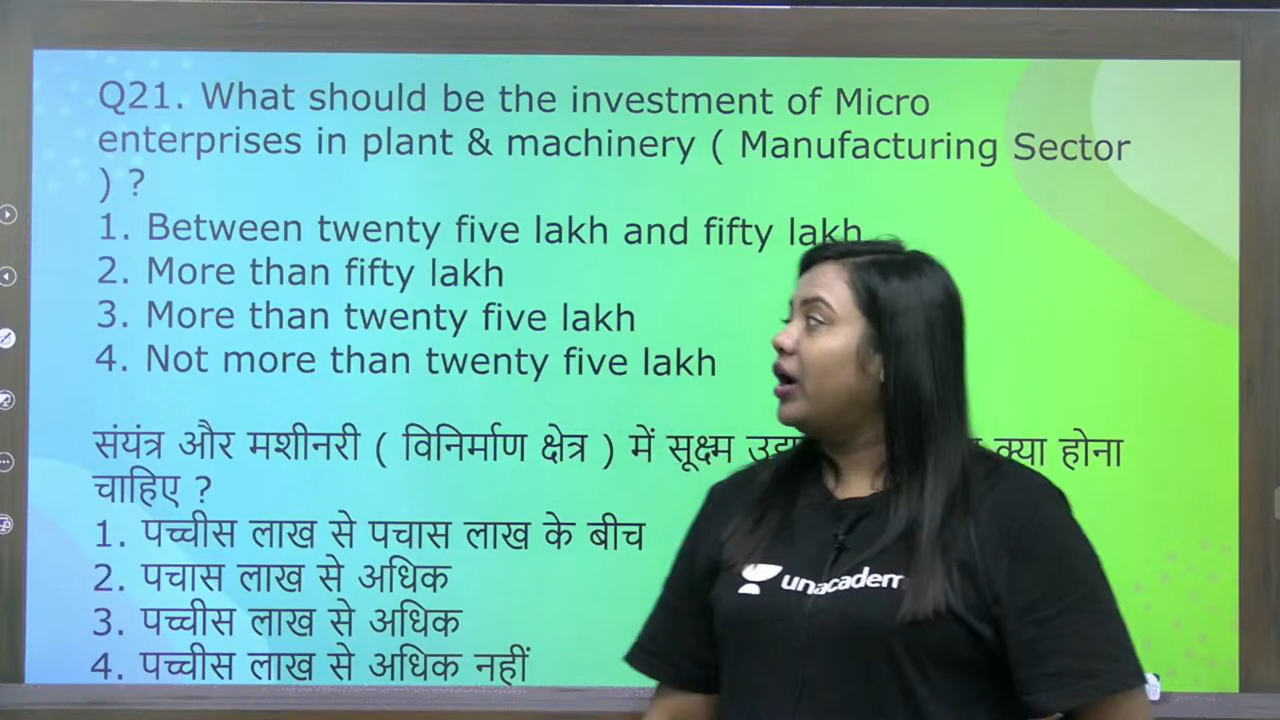 Q21. What should be the investment of Micro
enterprises in plant & machinery ( Manufacturing Sector
) ?
1. Between twenty five lakh and fifty lakh
2. More than fifty lakh
3. More than twenty five lakh
4. Not more than twenty five lakh
संयंत्र और मशीनरी ( विनिर्माण क्षेत्र ) में सूक्ष्म क्या होना
चाहिए ?
1. पच्चीस लाख से पचास लाख के बीच
2. पचास लाख से अधिक
3. पच्चीस लाख से अधिक
4. पच्चीस लाख से अधिक नहीं
unacadem